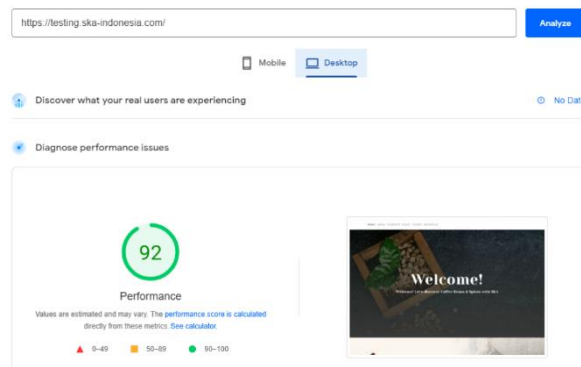 https://testing.ska-indonesia.com/
Analyze
Mobile
Desktop
Discover what your real users are experiencing
No Dat
Diagnose performance issues
92
Performance
Values are estimated and may vary. The performance score is calculated
directly from these metrics. See calculator.
0–49
50–89
90–100
Welcome!